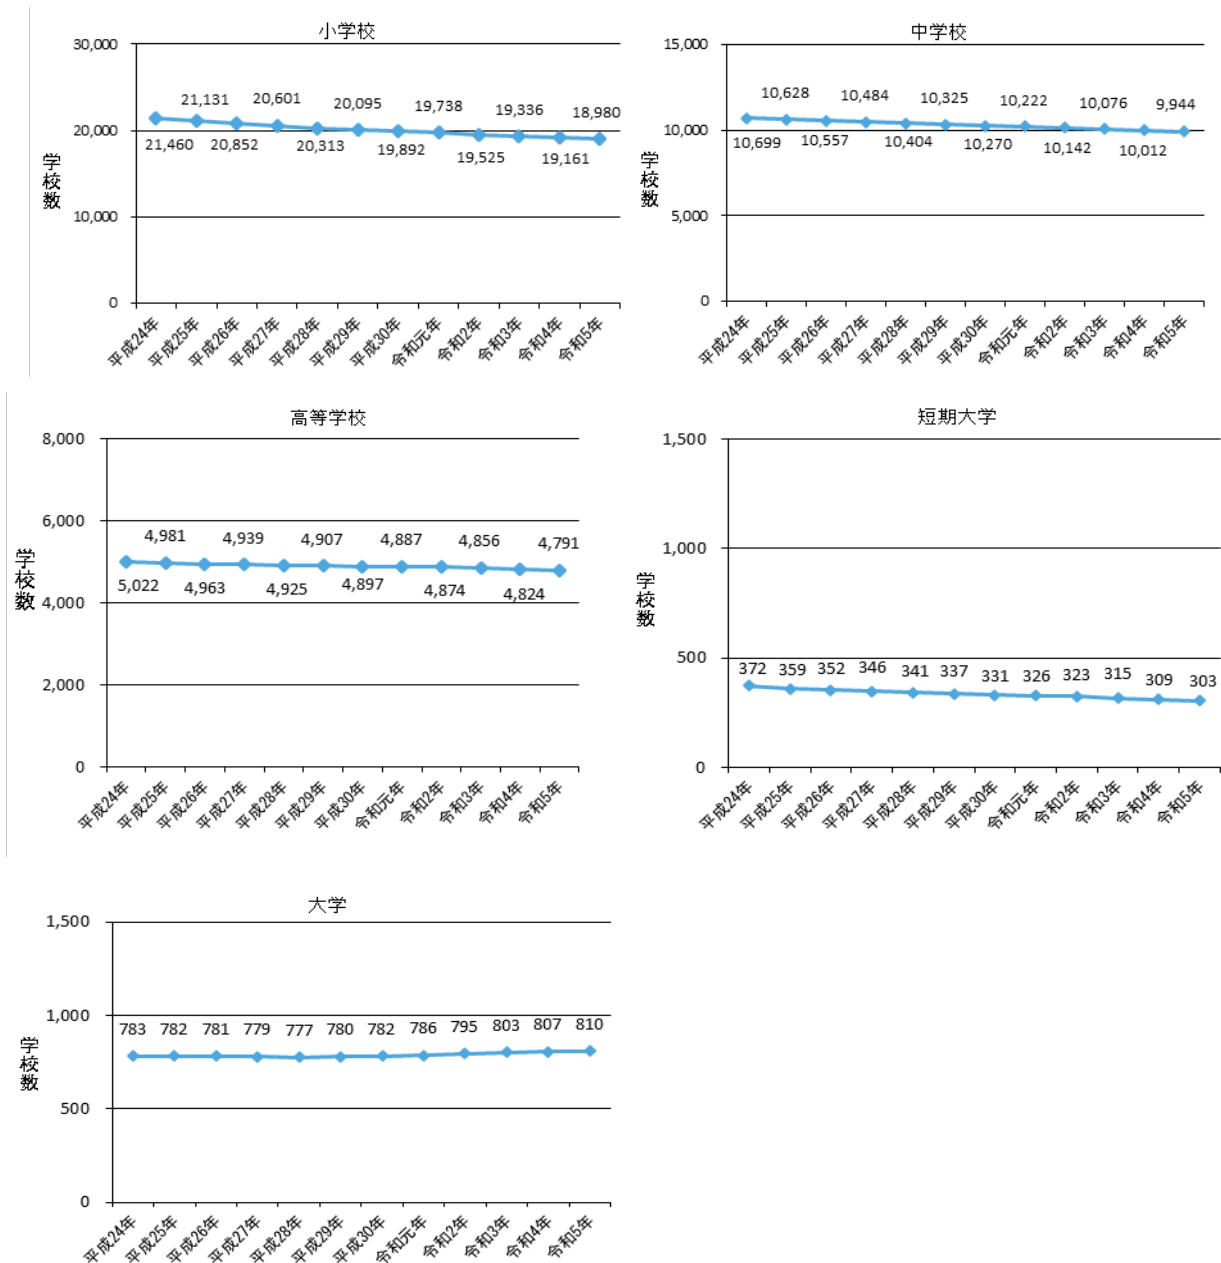 小学校
30,000
20,000
10,000
0
学校数
21,131 20,601 20,095 19,738 19,336 18,980
21,460 20,852 20,313 19,892 19,525 19,161
平成24年 平成25年 平成26年 平成27年 平成28年 平成29年 平成30年 令和元年 令和2年 令和3年 令和4年 令和5年
中学校
15,000
10,000
5,000
0
学校数
10,628 10,484 10,325 10,222 10,076 9,944
10,699 10,557 10,404 10,270 10,142 10,012
平成24年 平成25年 平成26年 平成27年 平成28年 平成29年 平成30年 令和元年 令和2年 令和3年 令和4年 令和5年
高等学校
8,000
6,000
4,000
2,000
0
学校数
4,981 4,939 4,907 4,887 4,856 4,791
5,022 4,963 4,925 4,897 4,874 4,824
平成24年 平成25年 平成26年 平成27年 平成28年 平成29年 平成30年 令和元年 令和2年 令和3年 令和4年 令和5年
短期大学
1,500
1,000
500
0
学校数
372 359 352 346 341 337 331 326 323 315 309 303
平成24年 平成25年 平成26年 平成27年 平成28年 平成29年 平成30年 令和元年 令和2年 令和3年 令和4年 令和5年
大学
1,500
1,000
500
0
学校数
783 782 781 779 777 780 782 786 795 803 807 810
平成24年 平成25年 平成26年 平成27年 平成28年 平成29年 平成30年 令和元年 令和2年 令和3年 令和4年 令和5年